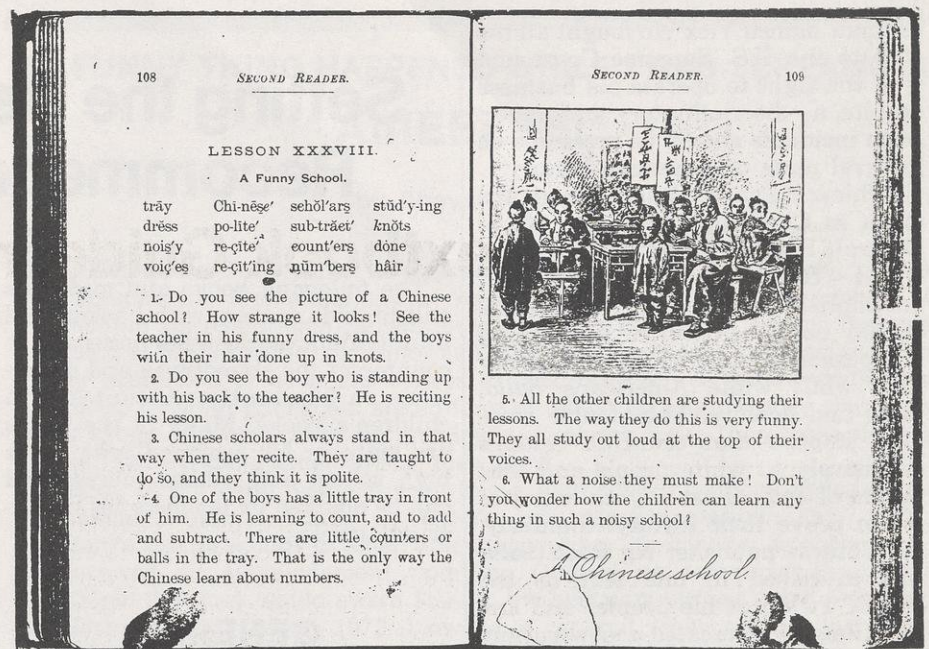 108 SECOND READER.
LESSON XXXVIII.
A Funny School.
trāy Chi-nēs̱e′ sehŏl′ars̱ stŭd′y-ing
drĕss po-līte′ sub-trăet′ knŏts
nois̱′y re-çīte′ eount′ers̱ dȯne
voiç′es̱ re-çīt′ing nŭm′bers̱ hâir
1. Do you see the picture of a Chinese
school? How strange it looks! See the
teacher in his funny dress, and the boys
with their hair done up in knots.
2. Do you see the boy who is standing up
with his back to the teacher? He is reciting
his lesson.
3. Chinese scholars always stand in that
way when they recite. They are taught to
do so, and they think it is polite.
4. One of the boys has a little tray in front
of him. He is learning to count, and to add
and subtract. There are little counters or
balls in the tray. That is the only way the
Chinese learn about numbers.
SECOND READER. 109
5. All the other children are studying their
lessons. The way they do this is very funny.
They all study out loud at the top of their
voices.
6. What a noise they must make! Don't
you wonder how the children can learn any
thing in such a noisy school?
A Chinese school.